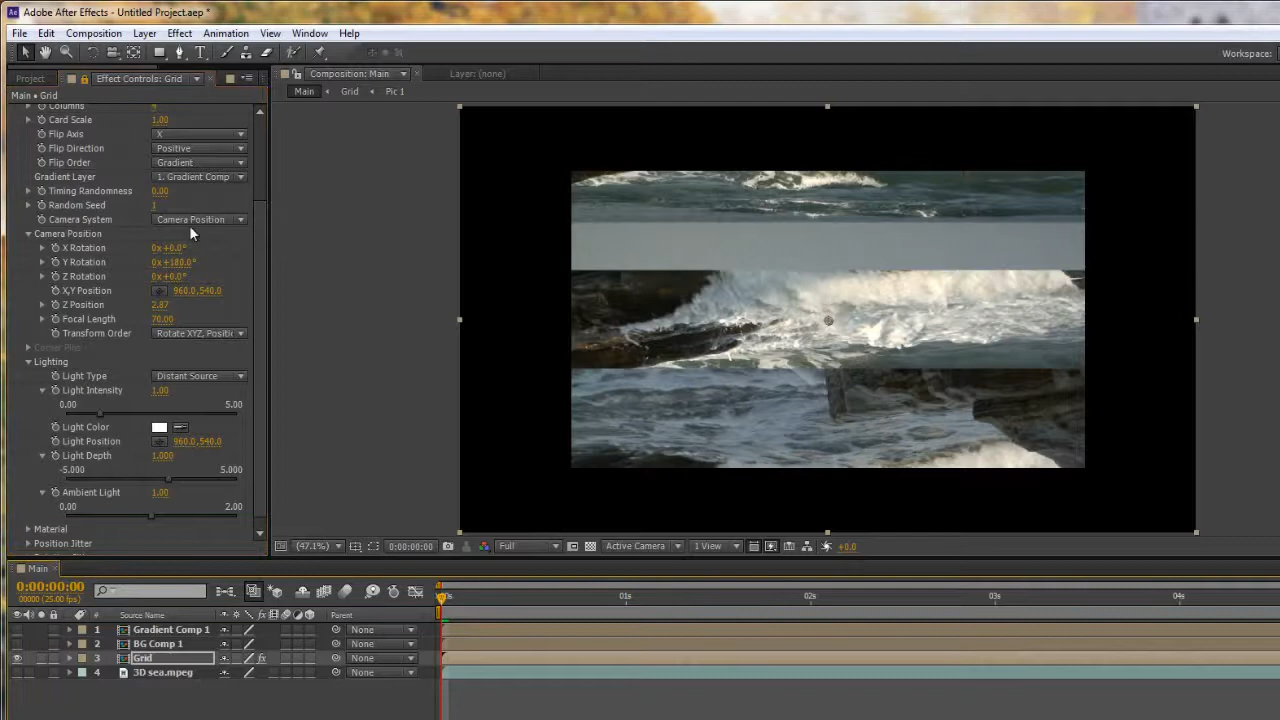 Adobe After Effects - Untitled Project.aep *
File Edit Composition Layer Effect Animation View Window Help
Workspace:
Project Effect Controls: Grid
Composition: Main Layer: (none)
Main • Grid
Main Grid Pic 1
Columns
Card Scale 1.00
Flip Axis X
Flip Direction Positive
Flip Order Gradient
Gradient Layer 1. Gradient Comp
Timing Randomness 0.00
Random Seed 1
Camera System Camera Position
Camera Position
X Rotation 0x +0.0°
Y Rotation 0x +180.0°
Z Rotation 0x +0.0°
X,Y Position 960.0,540.0
Z Position 2.87
Focal Length 70.00
Transform Order Rotate XYZ, Positic
Corner Pins
Lighting
Light Type Distant Source
Light Intensity 1.00
0.00 5.00
Light Color
Light Position 960.0,540.0
Light Depth 1.000
-5.000 5.000
Ambient Light 1.00
0.00 2.00
Material
Position Jitter
(47.1%) 0:00:00:00 Full Active Camera 1 View +0.0
Main
0:00:00:00
00000 (25.00 fps)
01s 02s 03s 04s
# Source Name fx Parent
1 Gradient Comp 1 None
2 BG Comp 1 None
3 Grid fx None
4 3D sea.mpeg None